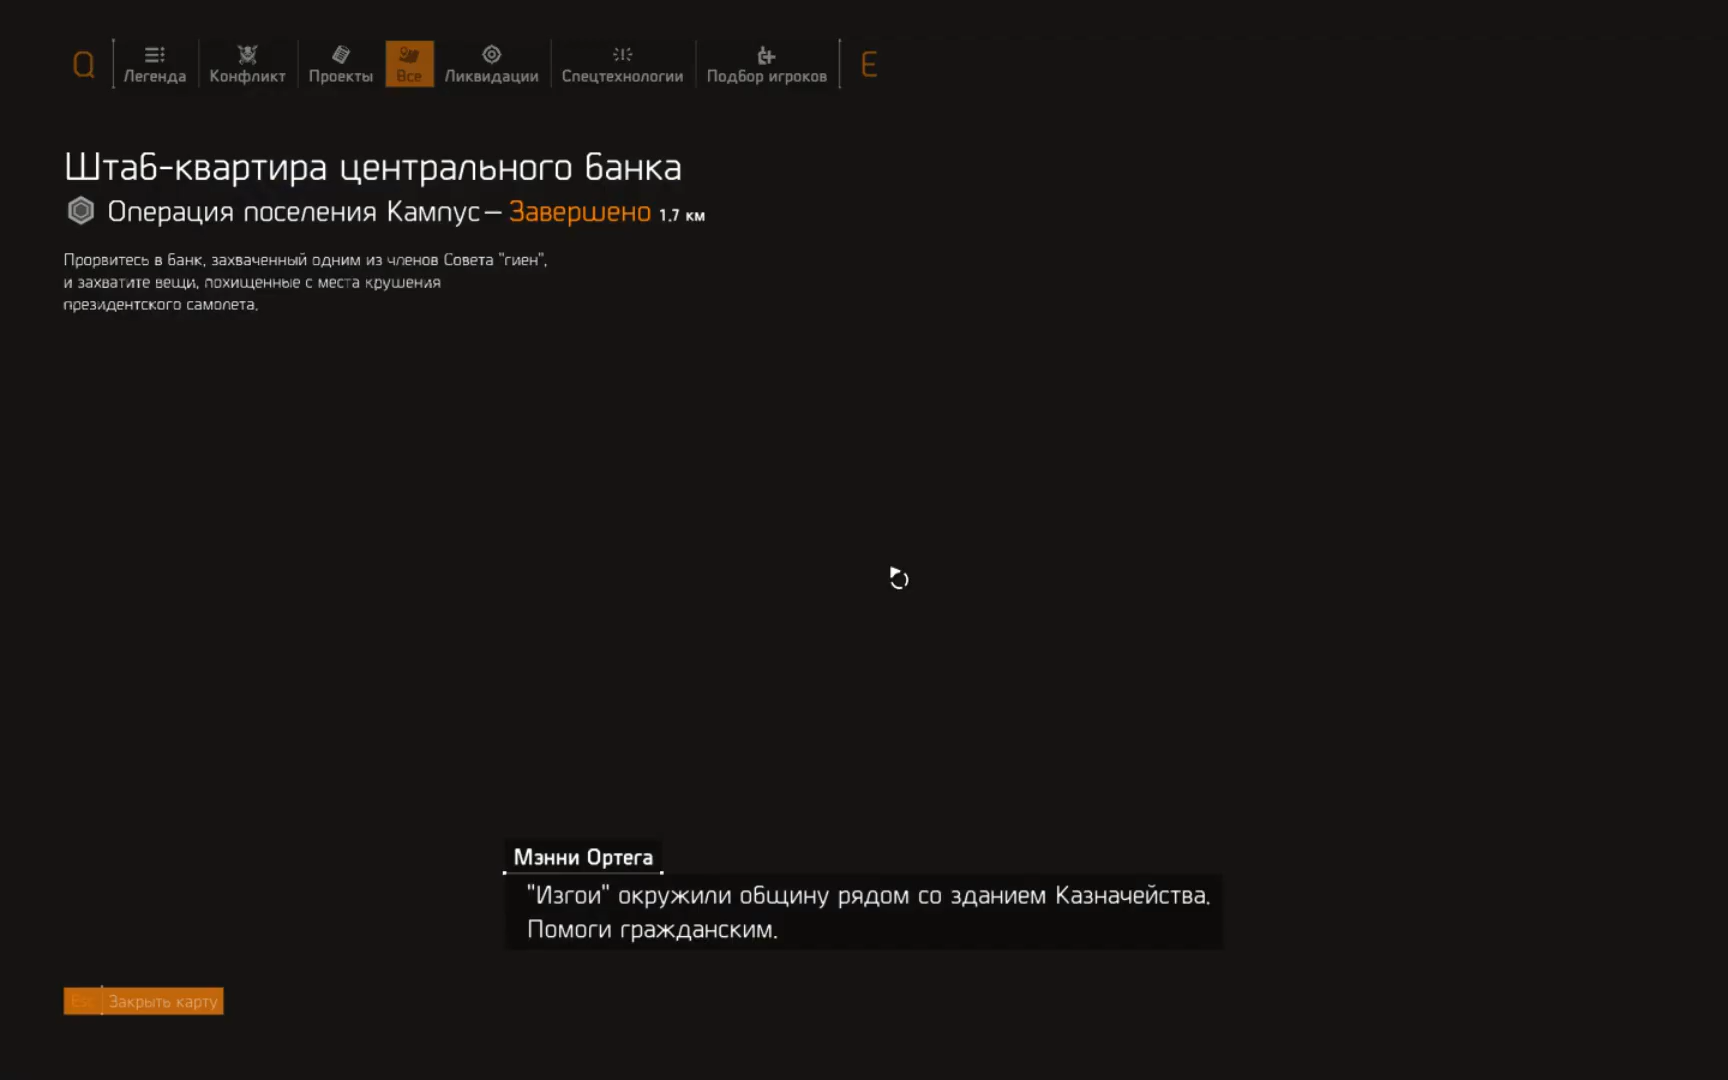 Q
Легенда
Конфликт
Проекты
Все
Ликвидации
Спецтехнологии
Подбор игроков
E
Штаб-квартира центрального банка
Операция поселения Кампус — Завершено 1.7 км
Прорвитесь в банк, захваченный одним из членов Совета "гиен",
и захватите вещи, похищенные с места крушения
президентского самолета.
Мэнни Ортега
"Изгои" окружили общину рядом со зданием Казначейства.
Помоги гражданским.
Esc Закрыть карту